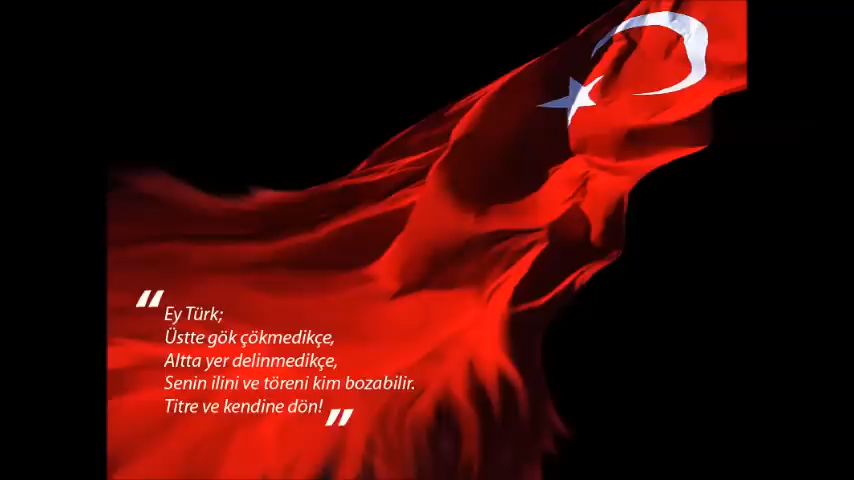 "Ey Türk;
Üstte gök çökmedikçe,
Altta yer delinmedikçe,
Senin ilini ve töreni kim bozabilir.
Titre ve kendine dön!"